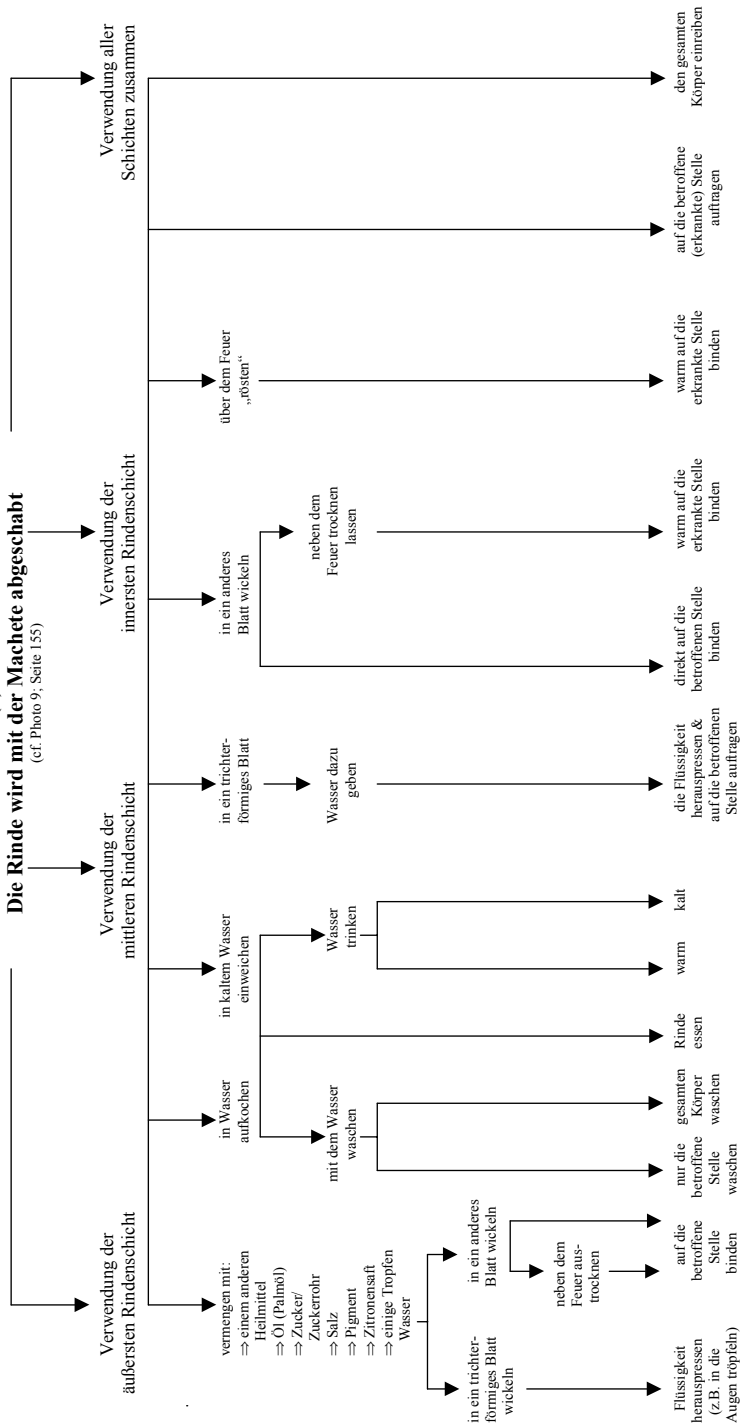 Die Rinde wird mit der Machete abgeschabt
(cf. Photo 9; Seite 155)
Verwendung der
äußersten Rindenschicht
Verwendung der
mittleren Rindenschicht
Verwendung der
innersten Rindenschicht
Verwendung aller
Schichten zusammen
vermengen mit:
⇒ einem anderen
Heilmittel
⇒ Öl (Palmöl)
⇒ Zucker/
Zuckerrohr
⇒ Salz
⇒ Pigment
⇒ Zitronensaft
⇒ einige Tropfen
Wasser
in Wasser
aufkochen
in kaltem Wasser
einweichen
in ein trichter-
förmiges Blatt
in ein anderes
Blatt wickeln
über dem Feuer
„rösten“
in ein trichter-
förmiges Blatt
wickeln
in ein anderes
Blatt wickeln
neben dem
Feuer aus-
trocknen
mit dem Wasser
waschen
Wasser
trinken
Wasser dazu
geben
neben dem
Feuer trocknen
lassen
Flüssigkeit
herauspressen
(z.B. in die
Augen tröpfeln)
auf die
betroffene
Stelle
binden
nur die
betroffene
Stelle
waschen
gesamten
Körper
waschen
Rinde
essen
warm
kalt
die Flüssigkeit
herauspressen &
auf die betroffenen
Stelle auftragen
direkt auf die
betroffenen Stelle
binden
warm auf die
erkrankte Stelle
binden
warm auf die
erkrankte Stelle
binden
auf die betroffene
(erkrankte) Stelle
auftragen
den gesamten
Körper einreiben